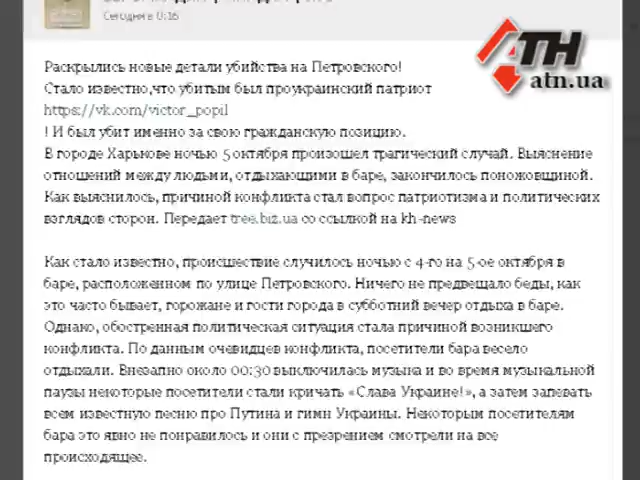 Сегодня в 0:16
ATH
atn.ua
Раскрылись новые детали убийства на Петровского!
Стало известно,что убитым был проукраинский патриот
https://vk.com/victor_popil
! И был убит именно за свою гражданскую позицию.
В городе Харькове ночью 5 октября произошел трагический случай. Выяснение
отношений между людьми, отдыхающими в баре, закончилось поножовщиной.
Как выяснилось, причиной конфликта стал вопрос патриотизма и политических
взглядов сторон. Передает tree.biz.ua со ссылкой на kh-news
Как стало известно, происшествие случилось ночью с 4-го на 5-ое октября в
баре, расположенном по улице Петровского. Ничего не предвещало беды, как
это часто бывает, горожане и гости города в субботний вечер отдыха в баре.
Однако, обостренная политическая ситуация стала причиной возникшего
конфликта. По данным очевидцев конфликта, посетители бара весело
отдыхали. Внезапно около 00:30 выключилась музыка и во время музыкальной
паузы некоторые посетители стали кричать «Слава Украине!», а затем запевать
всем известную песню про Путина и гимн Украины. Некоторым посетителям
бара это явно не понравилось и они с презрением смотрели на все
происходящее.